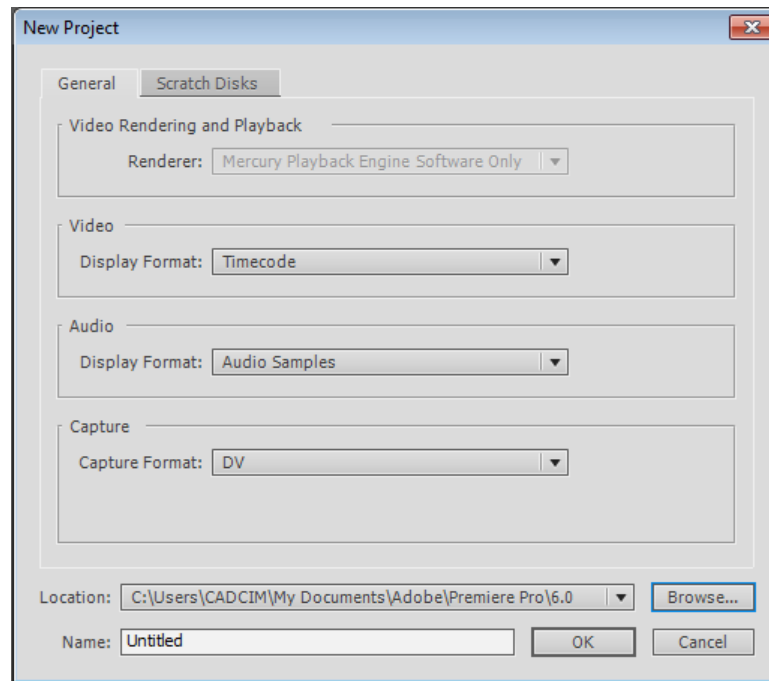 New Project
General Scratch Disks
Video Rendering and Playback
Renderer: Mercury Playback Engine Software Only
Video
Display Format: Timecode
Audio
Display Format: Audio Samples
Capture
Capture Format: DV
Location: C:\Users\CADCIM\My Documents\Adobe\Premiere Pro\6.0 Browse...
Name: Untitled OK Cancel